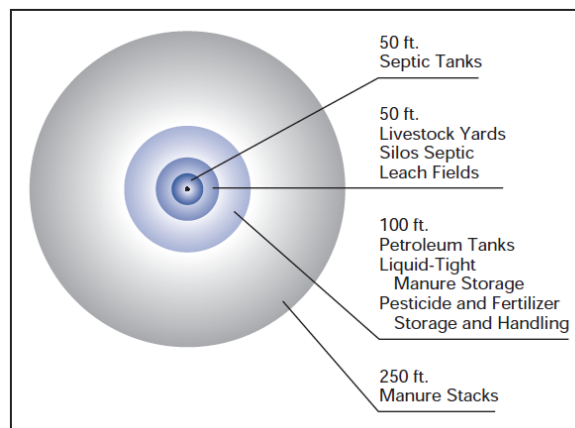 50 ft.
Septic Tanks
50 ft.
Livestock Yards
Silos Septic
Leach Fields
100 ft.
Petroleum Tanks
Liquid-Tight
Manure Storage
Pesticide and Fertilizer
Storage and Handling
250 ft.
Manure Stacks